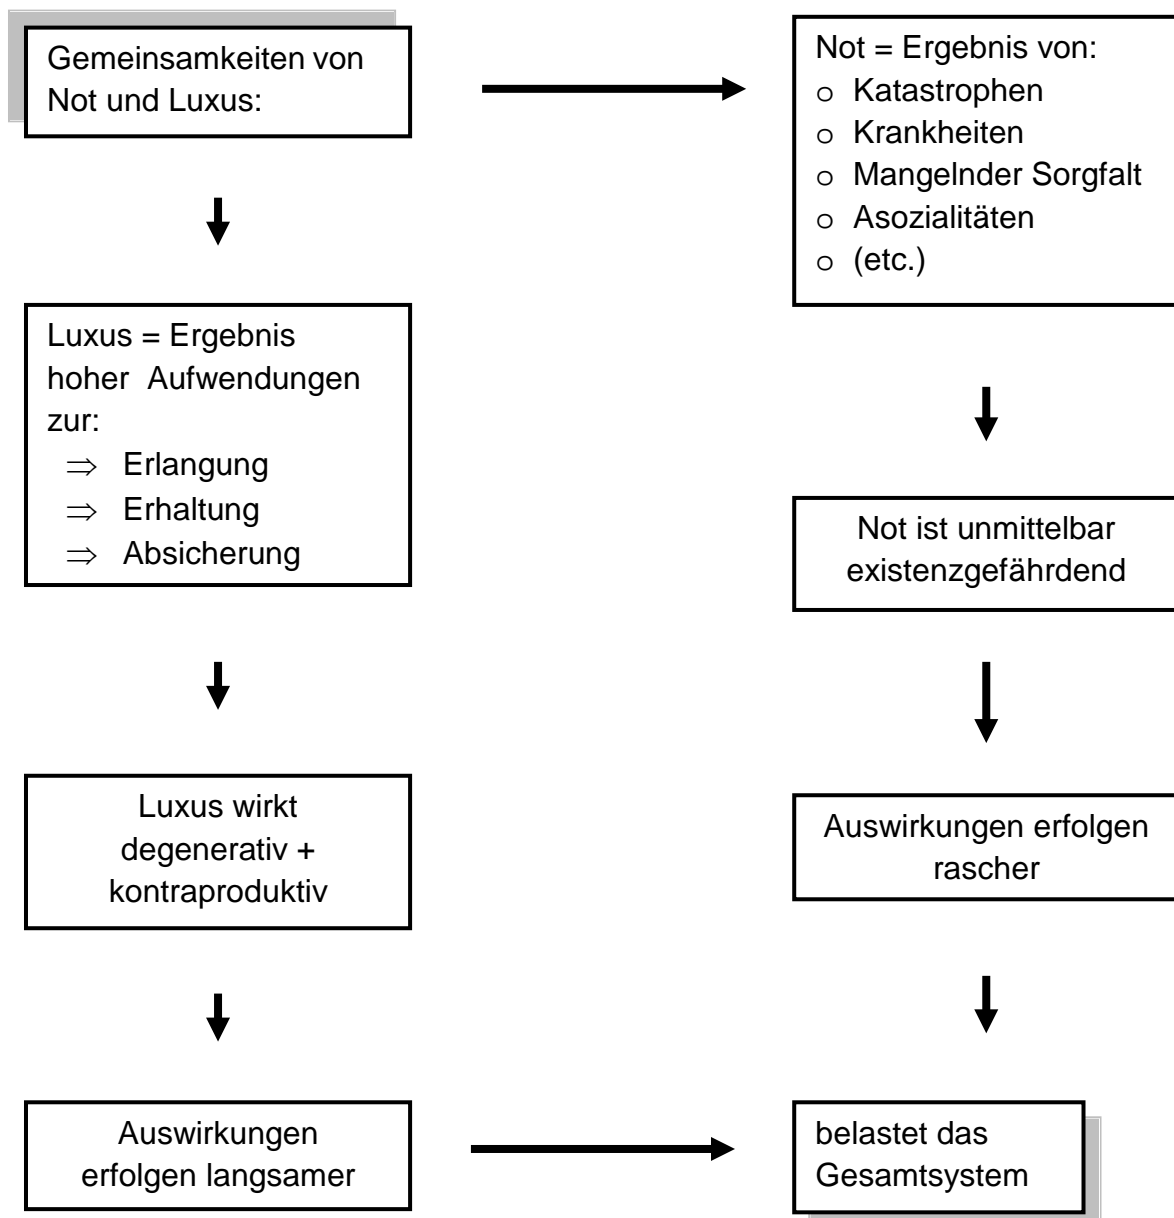 Gemeinsamkeiten von
Not und Luxus:
Not = Ergebnis von:
o Katastrophen
o Krankheiten
o Mangelnder Sorgfalt
o Asozialitäten
o (etc.)
Luxus = Ergebnis
hoher Aufwendungen
zur:
⇒ Erlangung
⇒ Erhaltung
⇒ Absicherung
Not ist unmittelbar
existenzgefährdend
Luxus wirkt
degenerativ +
kontraproduktiv
Auswirkungen erfolgen
rascher
Auswirkungen
erfolgen langsamer
belastet das
Gesamtsystem